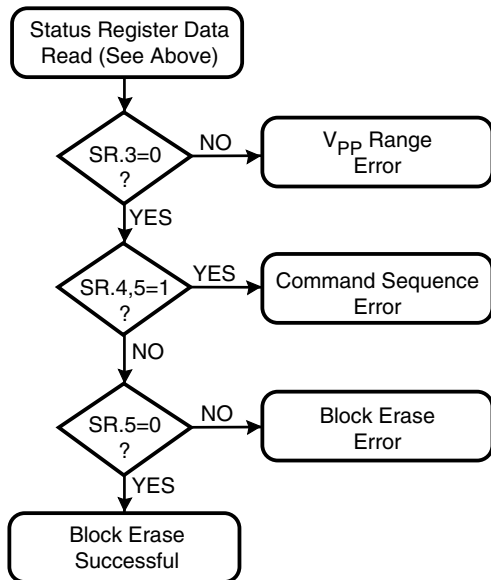 Status Register Data
Read (See Above)
SR.3=0
?
NO
VPP Range
Error
YES
SR.4,5=1
?
YES
Command Sequence
Error
NO
SR.5=0
?
NO
Block Erase
Error
YES
Block Erase
Successful